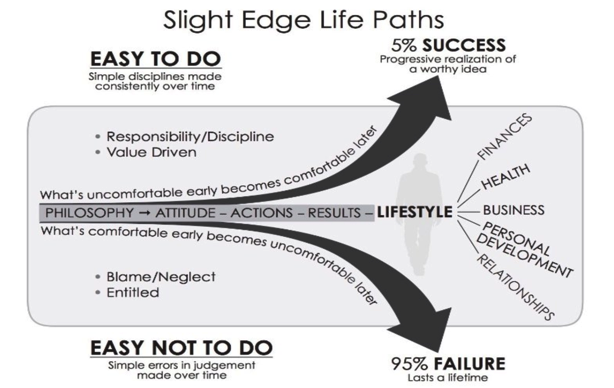 Slight Edge Life Paths
EASY TO DO
Simple disciplines made
consistently over time
5% SUCCESS
Progressive realization of
a worthy idea
• Responsibility/Discipline
• Value Driven
What's uncomfortable early becomes comfortable later
PHILOSOPHY → ATTITUDE – ACTIONS – RESULTS – LIFESTYLE
What's comfortable early becomes uncomfortable later
FINANCES
HEALTH
BUSINESS
PERSONAL
DEVELOPMENT
RELATIONSHIPS
• Blame/Neglect
• Entitled
EASY NOT TO DO
Simple errors in judgement
made over time
95% FAILURE
Lasts a lifetime